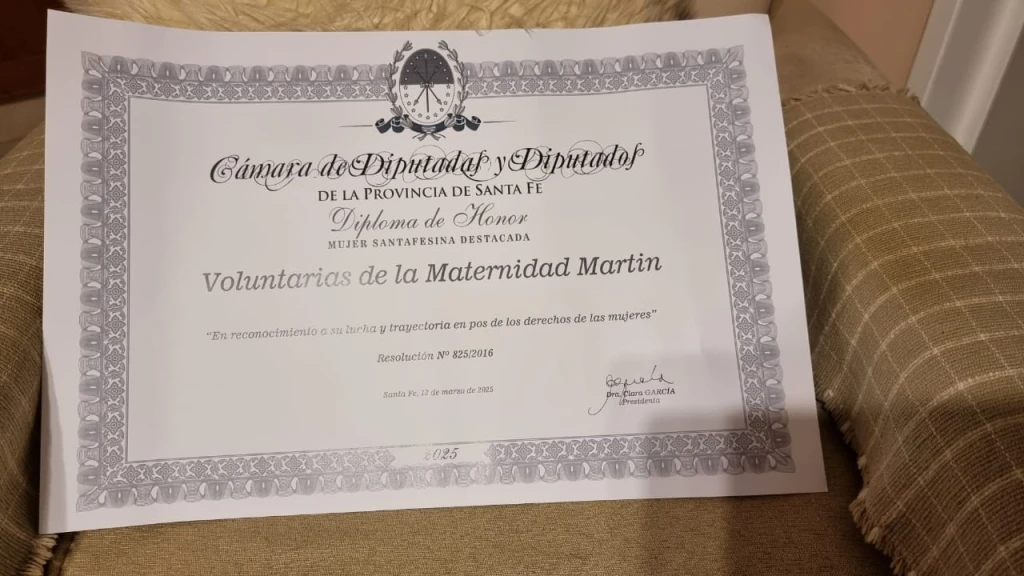 Cámara de Diputadas y Diputados
DE LA PROVINCIA DE SANTA FE
Diploma de Honor
MUJER SANTAFESINA DESTACADA
Voluntarias de la Maternidad Martin
“En reconocimiento a su lucha y trayectoria en pos de los derechos de las mujeres”
Resolución Nº 825/2016
Santa Fe, 12 de marzo de 2025
Dra. Clara GARCÍA
Presidenta
2025